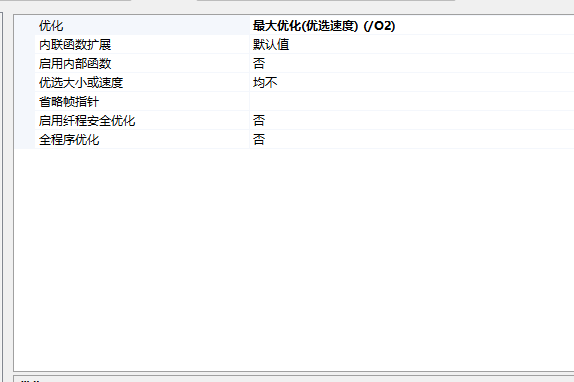 优化 最大优化(优选速度) (/O2)
内联函数扩展 默认值
启用内部函数 否
优选大小或速度 均不
省略帧指针
启用纤程安全优化 否
全程序优化 否